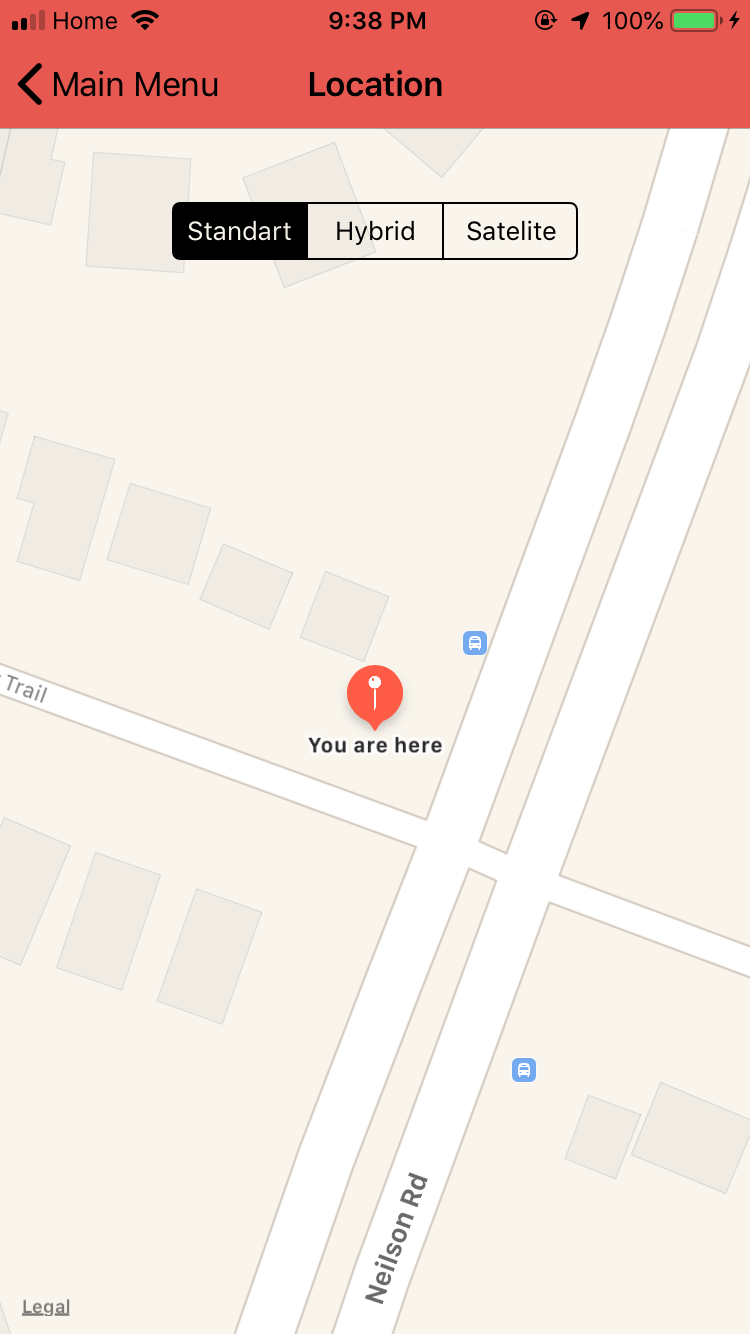 Home 9:38 PM 100%
Main Menu Location
Standart Hybrid Satelite
Trail
You are here
Neilson Rd
Legal